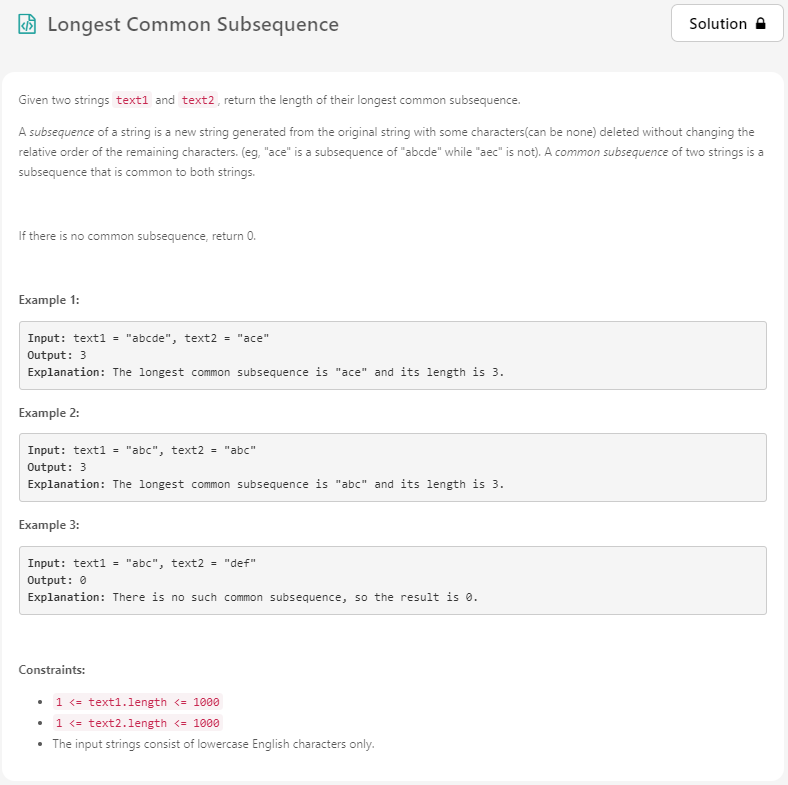 Longest Common Subsequence
Solution
Given two strings text1 and text2, return the length of their longest common subsequence.
A subsequence of a string is a new string generated from the original string with some characters(can be none) deleted without changing the
relative order of the remaining characters. (eg, "ace" is a subsequence of "abcde" while "aec" is not). A common subsequence of two strings is a
subsequence that is common to both strings.
If there is no common subsequence, return 0.
Example 1:
Input: text1 = "abcde", text2 = "ace"
Output: 3
Explanation: The longest common subsequence is "ace" and its length is 3.
Example 2:
Input: text1 = "abc", text2 = "abc"
Output: 3
Explanation: The longest common subsequence is "abc" and its length is 3.
Example 3:
Input: text1 = "abc", text2 = "def"
Output: 0
Explanation: There is no such common subsequence, so the result is 0.
Constraints:
• 1 <= text1.length <= 1000
• 1 <= text2.length <= 1000
• The input strings consist of lowercase English characters only.